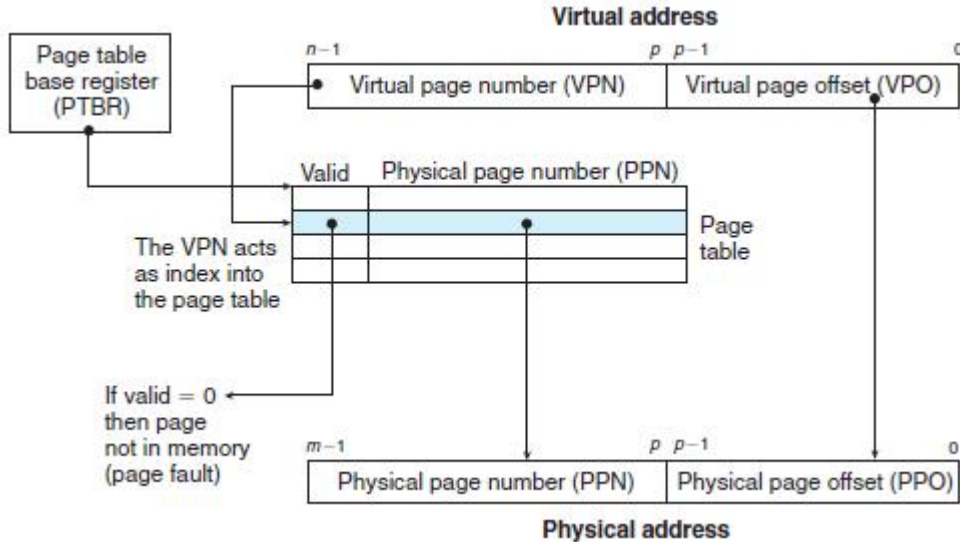 Virtual address
n−1
p p−1
0
Page table
base register
(PTBR)
Virtual page number (VPN)
Virtual page offset (VPO)
Valid
Physical page number (PPN)
Page
table
The VPN acts
as index into
the page table
If valid = 0
then page
not in memory
(page fault)
m−1
p p−1
0
Physical page number (PPN)
Physical page offset (PPO)
Physical address